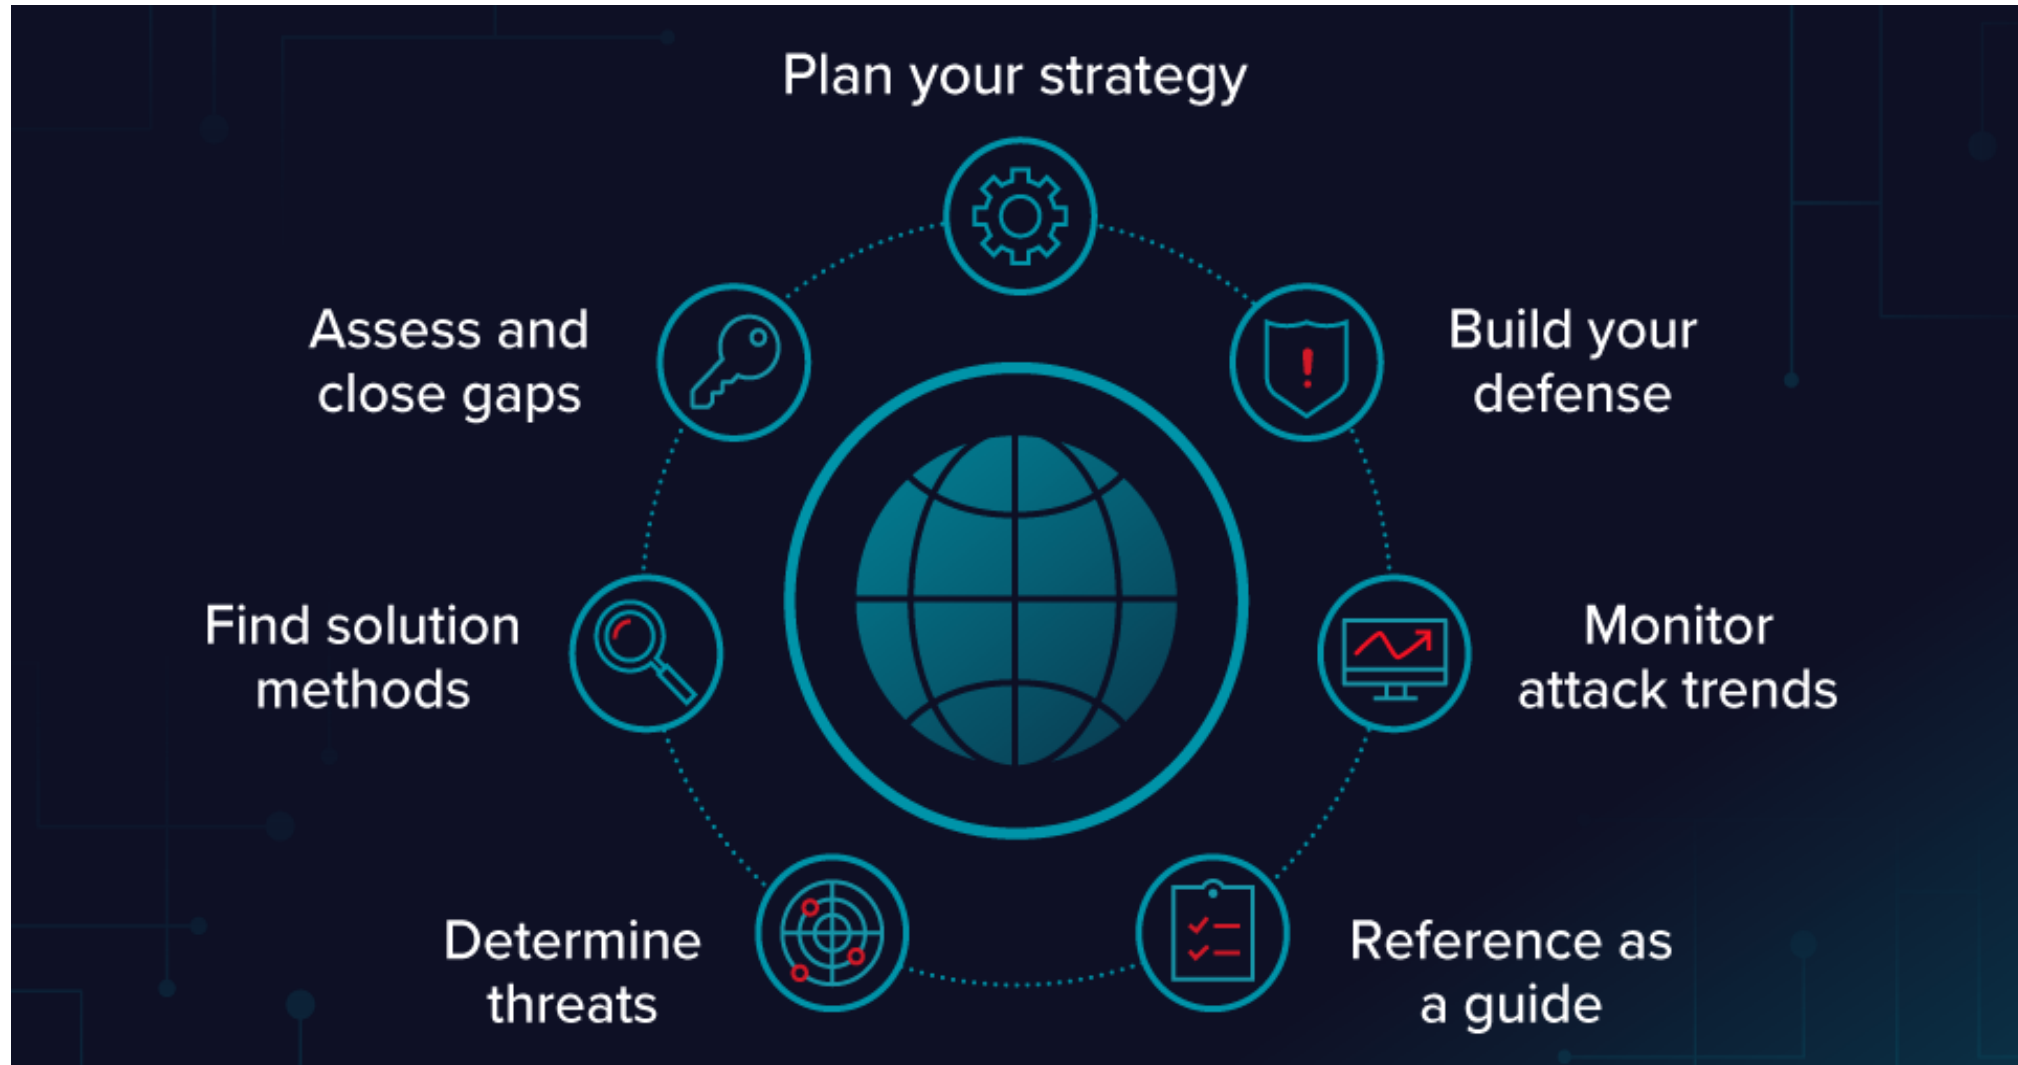 Plan your strategy
Build your
defense
Monitor
attack trends
Reference as
a guide
Determine
threats
Find solution
methods
Assess and
close gaps